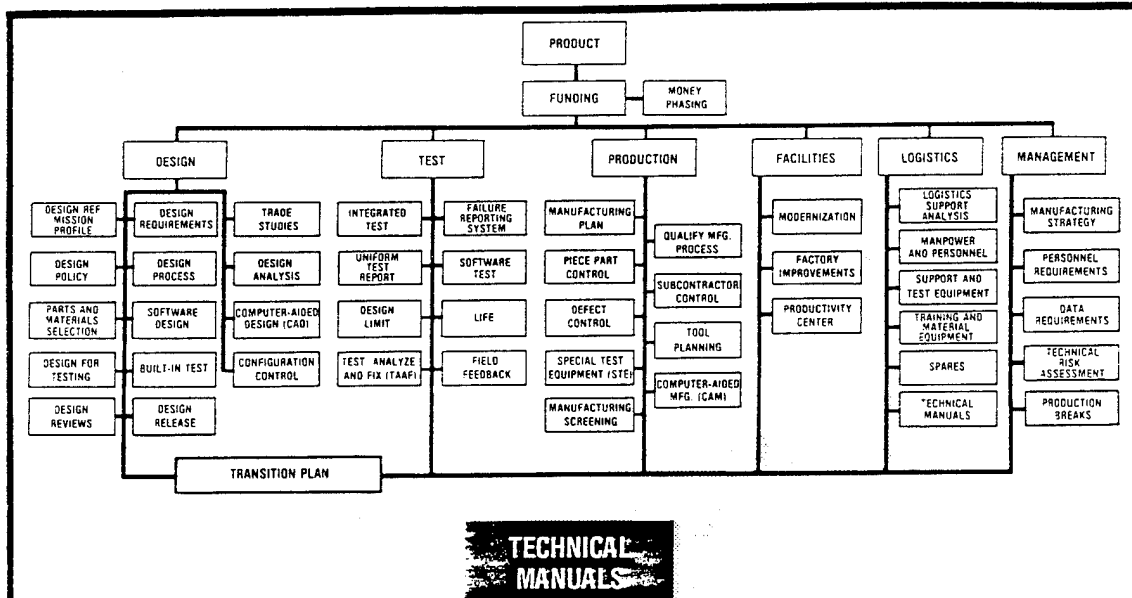 PRODUCT
FUNDING
MONEY
PHASING
DESIGN
TEST
PRODUCTION
FACILITIES
LOGISTICS
MANAGEMENT
DESIGN REF
MISSION
PROFILE
DESIGN
REQUIREMENTS
TRADE
STUDIES
DESIGN
POLICY
DESIGN
PROCESS
DESIGN
ANALYSIS
PARTS AND
MATERIALS
SELECTION
SOFTWARE
DESIGN
COMPUTER-AIDED
DESIGN (CAD)
DESIGN FOR
TESTING
BUILT-IN TEST
CONFIGURATION
CONTROL
DESIGN
REVIEWS
DESIGN
RELEASE
INTEGRATED
TEST
FAILURE
REPORTING
SYSTEM
UNIFORM
TEST
REPORT
SOFTWARE
TEST
DESIGN
LIMIT
LIFE
TEST ANALYZE
AND FIX (TAAF)
FIELD
FEEDBACK
MANUFACTURING
PLAN
QUALIFY MFG.
PROCESS
PIECE PART
CONTROL
SUBCONTRACTOR
CONTROL
DEFECT
CONTROL
TOOL
PLANNING
SPECIAL TEST
EQUIPMENT (STE)
COMPUTER-AIDED
MFG. (CAM)
MANUFACTURING
SCREENING
MODERNIZATION
FACTORY
IMPROVEMENTS
PRODUCTIVITY
CENTER
LOGISTICS
SUPPORT
ANALYSIS
MANPOWER
AND PERSONNEL
SUPPORT AND
TEST EQUIPMENT
TRAINING AND
MATERIAL
EQUIPMENT
SPARES
TECHNICAL
MANUALS
MANUFACTURING
STRATEGY
PERSONNEL
REQUIREMENTS
DATA
REQUIREMENTS
TECHNICAL
RISK
ASSESSMENT
PRODUCTION
BREAKS
TRANSITION PLAN
TECHNICAL
MANUALS